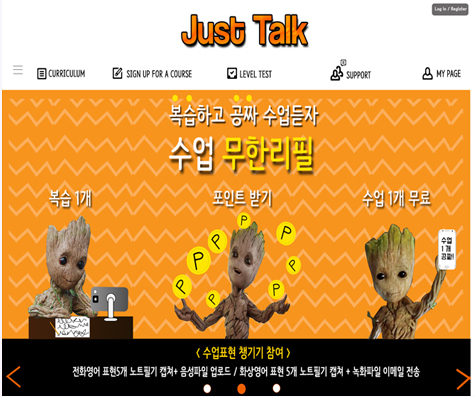 Log In / Register
Just Talk
CURRICULUM
SIGN UP FOR A COURSE
LEVEL TEST
SUPPORT
MY PAGE
복습하고 공짜 수업듣자
수업 무한리필
복습 1개
포인트 받기
수업 1개 무료
P
P
P
P
P
P
P
P
수업
1개
공짜!
< 수업표현 챙기기 참여 >
전화영어 표현5개 노트필기 캡쳐+ 음성파일 업로드 / 화상영어 표현 5개 노트필기 캡쳐 + 녹화파일 이메일 전송